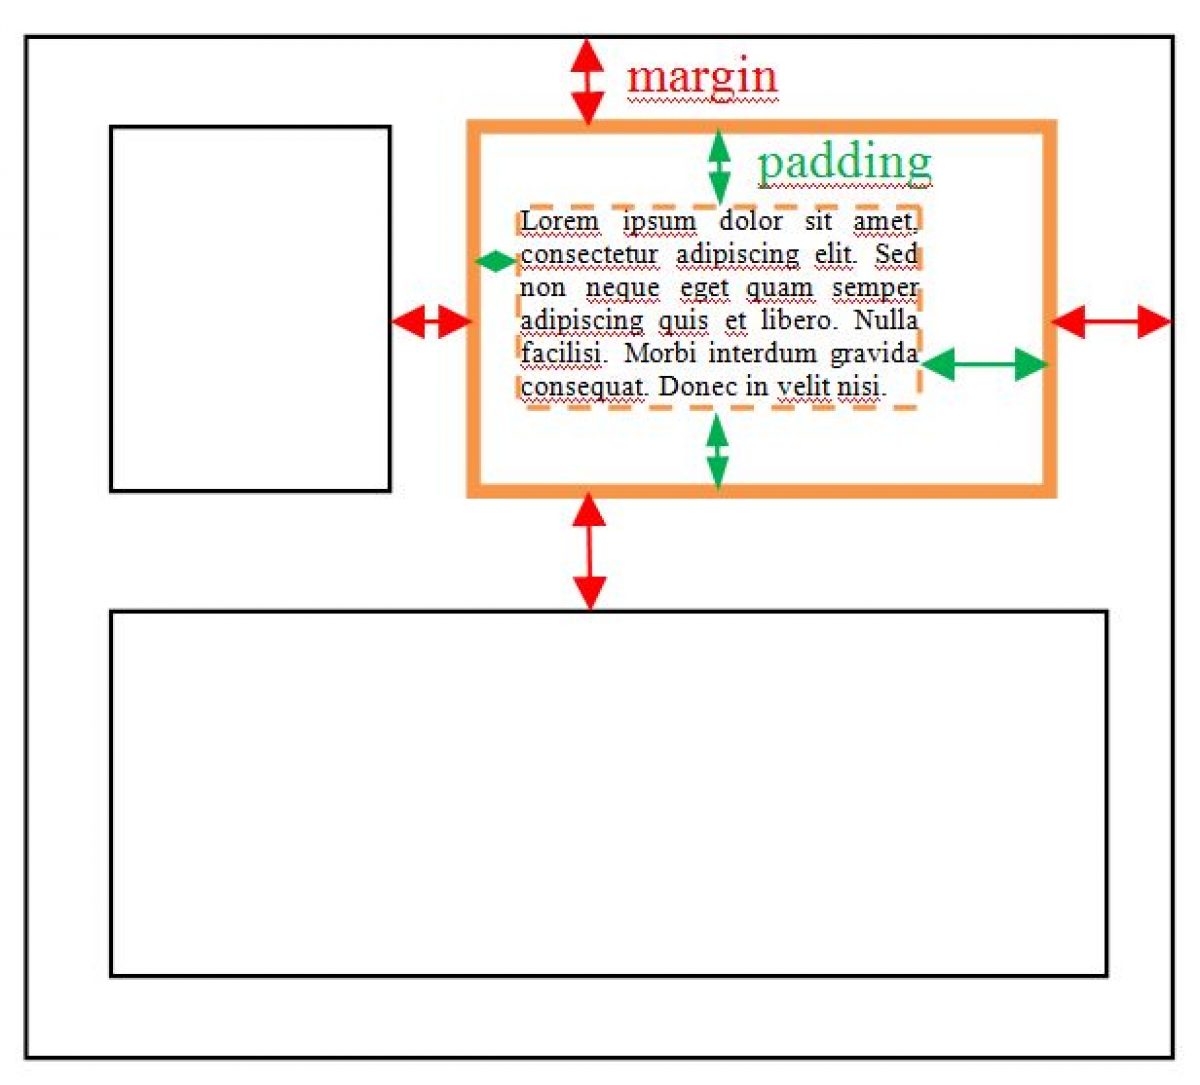 margin
padding
Lorem ipsum dolor sit amet,
consectetur adipiscing elit. Sed
non neque eget quam semper
adipiscing quis et libero. Nulla
facilisi. Morbi interdum gravida
consequat. Donec in velit nisi.